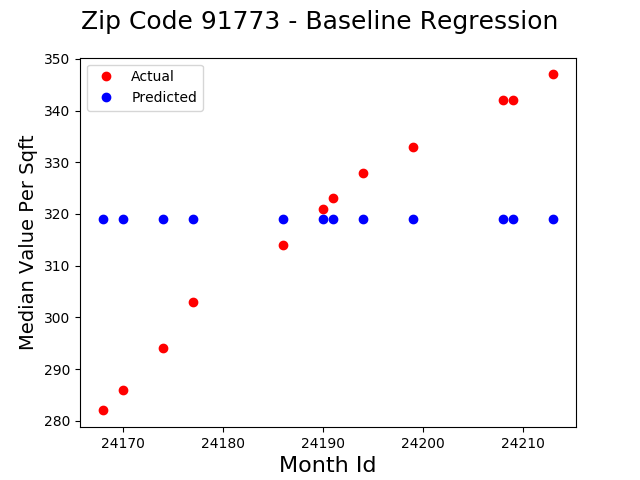 Zip Code 91773 - Baseline Regression
Actual
Predicted
Median Value Per Sqft
350
340
330
320
310
300
290
280
24170
24180
24190
24200
24210
Month Id